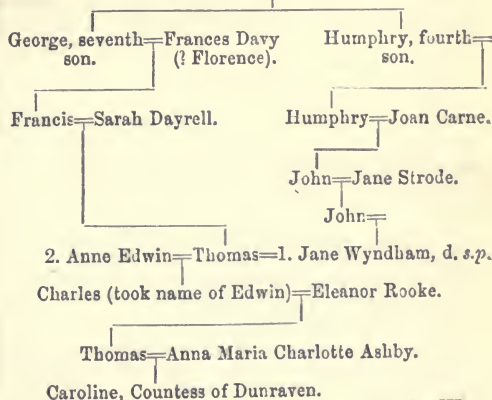 George, seventh=Frances Davy Humphry, fourth=
son. (? Florence). son.
Francis=Sarah Dayrell. Humphry=Joan Carne.
John=Jane Strode.
John=
2. Anne Edwin=Thomas=1. Jane Wyndham, d. s.p.
Charles (took name of Edwin)=Eleanor Rooke.
Thomas=Anna Maria Charlotte Ashby.
Caroline, Countess of Dunraven.